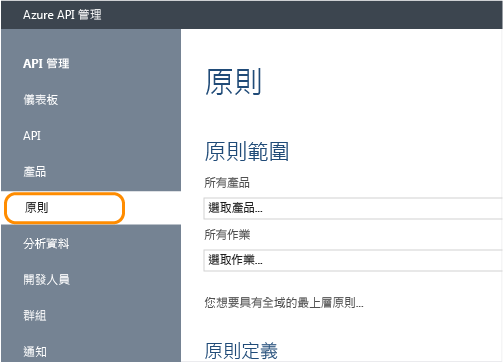 Azure API 管理
API 管理
儀表板
API
產品
原則
分析資料
開發人員
群組
通知
原則
原則範圍
所有產品
選取產品...
所有作業
選取作業...
您想要具有全域的最上層原則...
原則定義